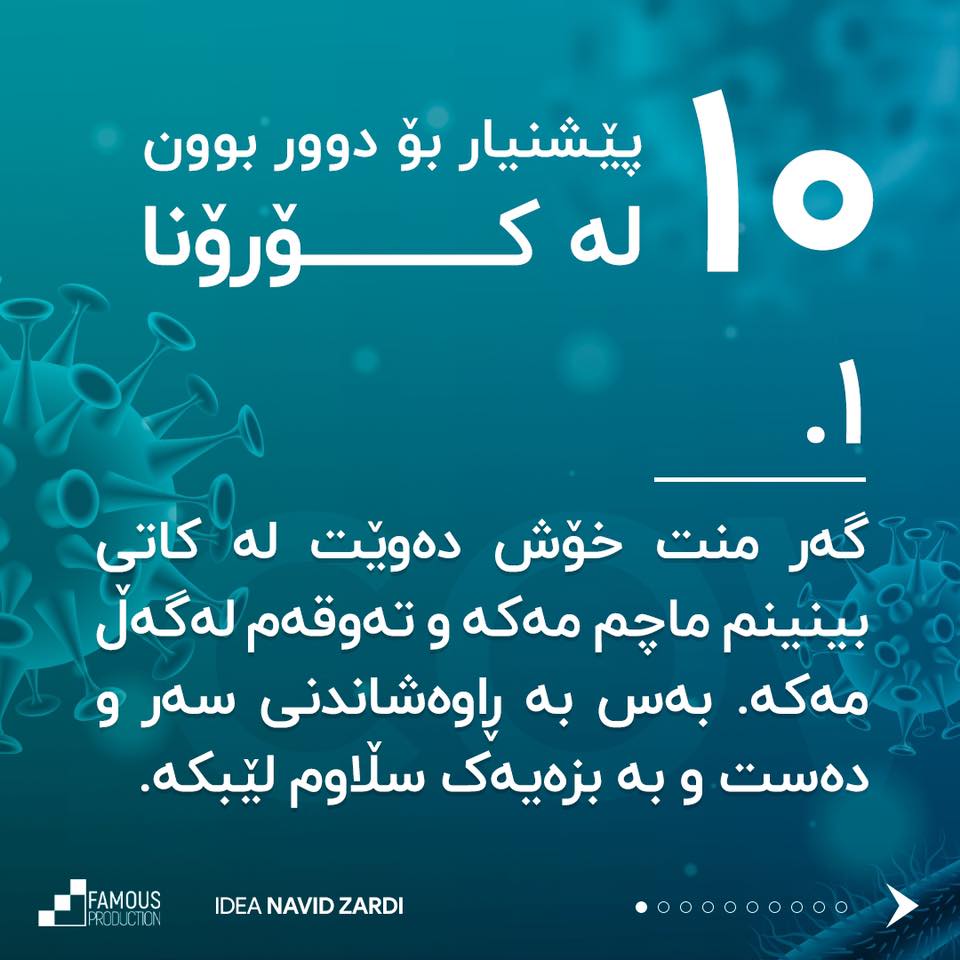 ١٠
پێشنیار بۆ دوور بوون
لە کـــــــۆرۆنا
١.
گەر منت خۆش دەوێت لە کاتی
بینینم ماچم مەکە و تەوقەم لەگەڵ
مەکە. بەس بە ڕاوەشاندنی سەر و
دەست و بە بزەیەک سڵاوم لێبکە.
FAMOUS
PRODUCTION
IDEA NAVID ZARDI